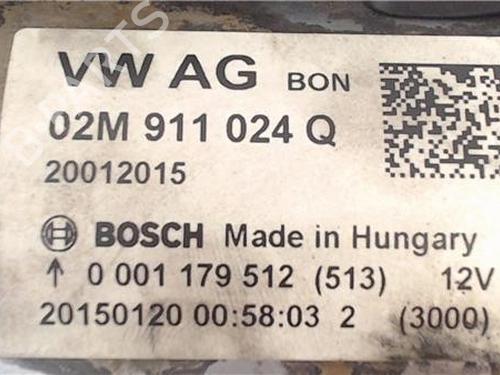 VW AG BON
02M 911 024 Q
20012015
BOSCH Made in Hungary
↑ 0 001 179 512 (513) 12V
20150120 00:58:03 2 (3000)